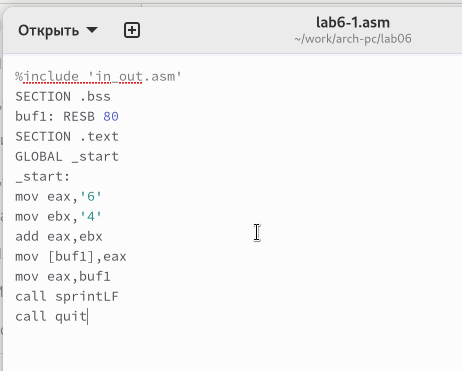 Открыть
lab6-1.asm
~/work/arch-pc/lab06
%include 'in_out.asm'
SECTION .bss
buf1: RESB 80
SECTION .text
GLOBAL _start
_start:
mov eax,'6'
mov ebx,'4'
add eax,ebx
mov [buf1],eax
mov eax,buf1
call sprintLF
call quit